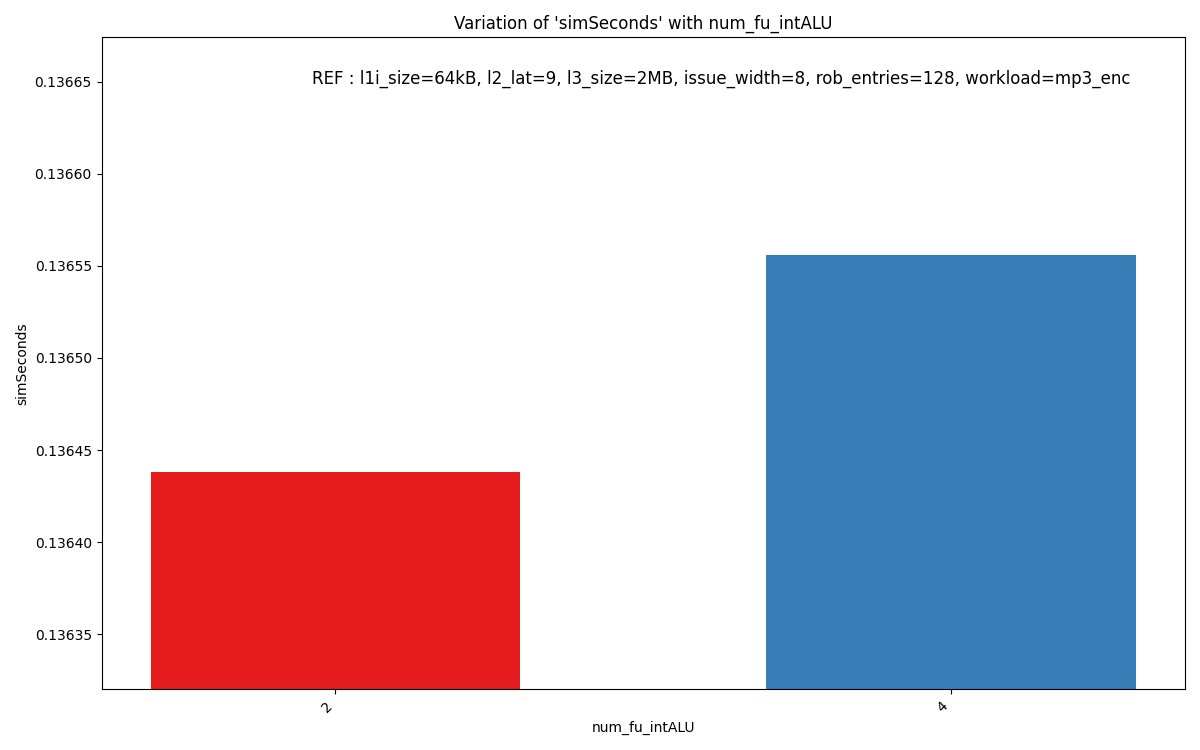 Variation of 'simSeconds' with num_fu_intALU
REF : l1i_size=64kB, l2_lat=9, l3_size=2MB, issue_width=8, rob_entries=128, workload=mp3_enc
simSeconds
0.13665
0.13660
0.13655
0.13650
0.13645
0.13640
0.13635
2
4
num_fu_intALU